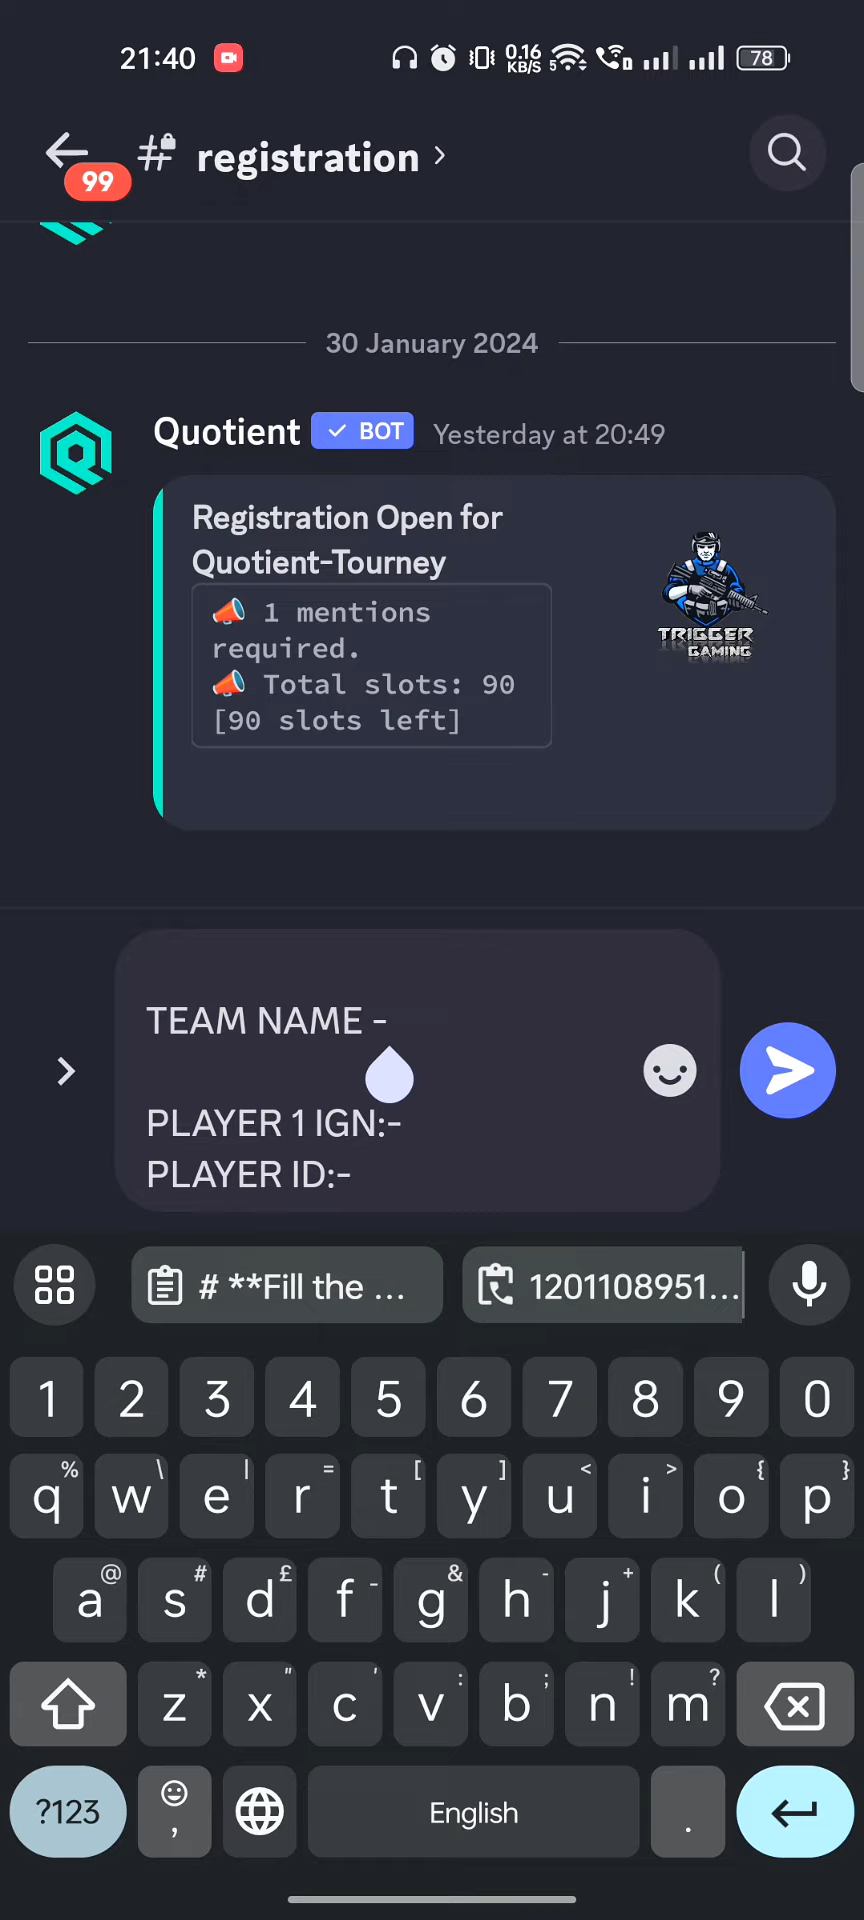 21:40
0.16
KB/S
5
78
99
registration
30 January 2024
Quotient BOT Yesterday at 20:49
Registration Open for
Quotient-Tourney
1 mentions
required.
Total slots: 90
[90 slots left]
TRIGGER
GAMING
TEAM NAME -
PLAYER 1 IGN:-
PLAYER ID:-
# **Fill the ...
1201108951...
1 2 3 4 5 6 7 8 9 0
% \ | = [ ] < > { }
q w e r t y u i o p
@ # £ - & - + ( )
a s d f g h j k l
* " ' : ; ! ?
z x c v b n m
?123 , English .